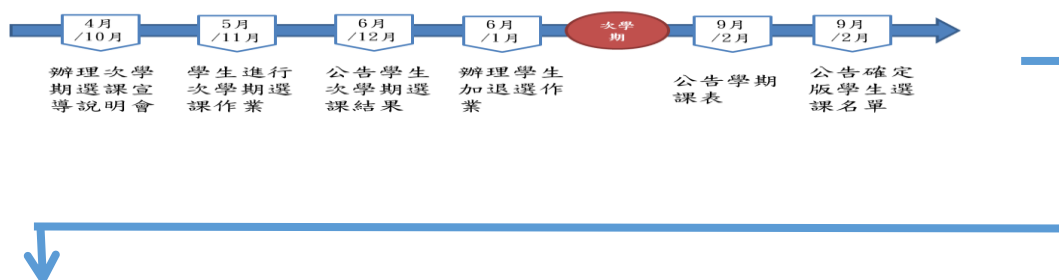 4月
/10月
5月
/11月
6月
/12月
6月
/1月
次學
期
9月
/2月
9月
/2月
辦理次學
期選課宣
導說明會
學生進行
次學期選
課作業
公告學生
次學期選
課結果
辦理學生
加退選作
業
公告學期
課表
公告確定
版學生選
課名單